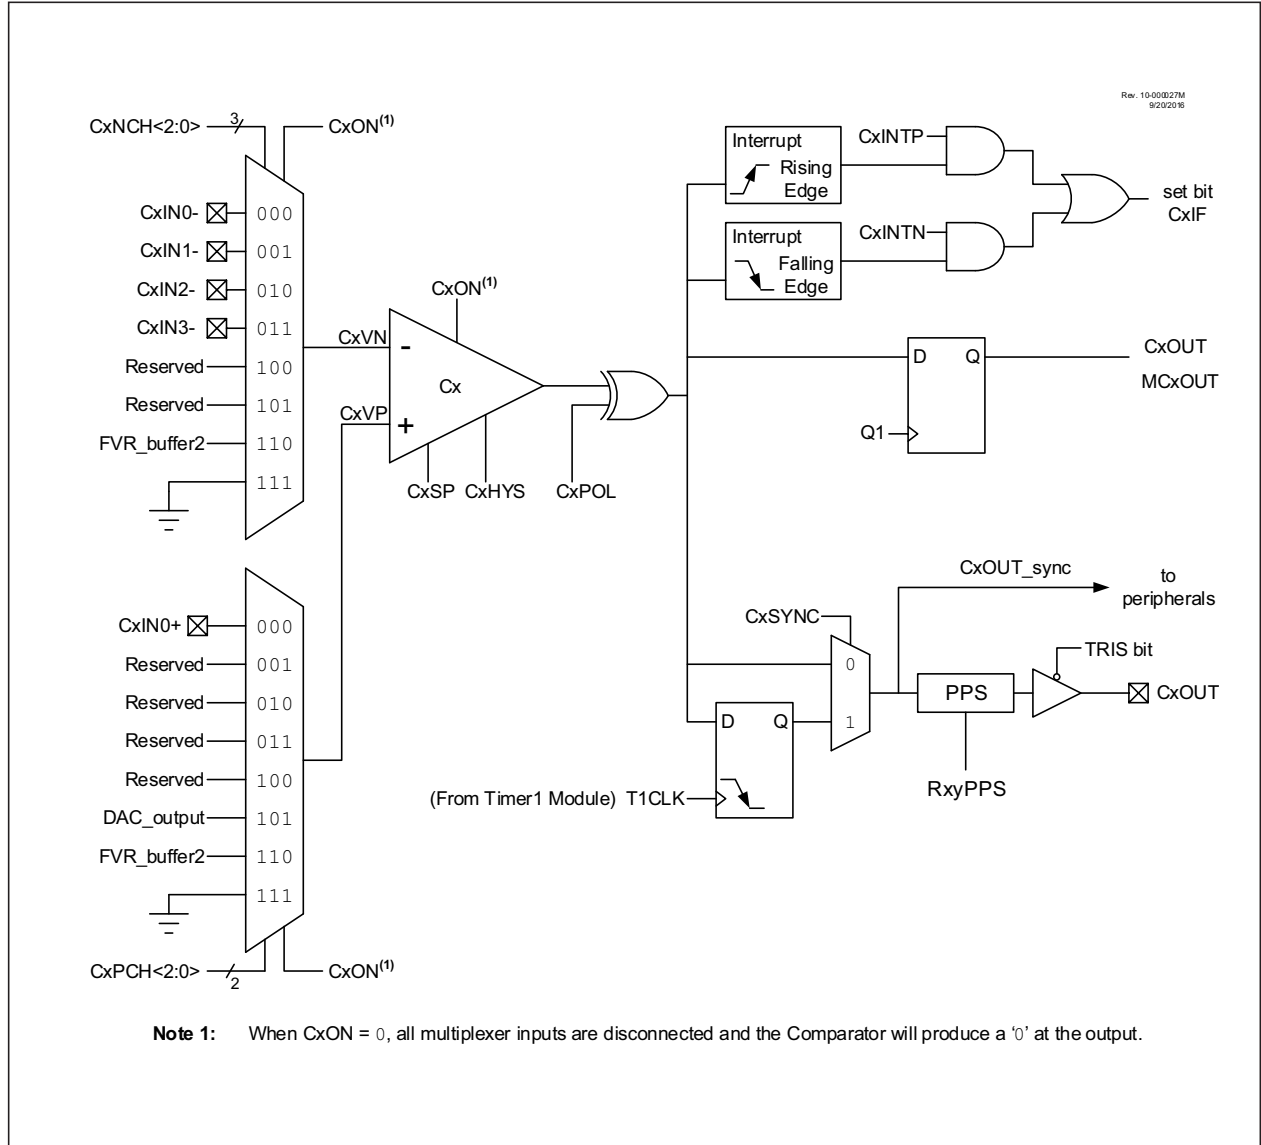 Rev. 10-000027M
9/20/2016
CxNCH<2:0>
3
CxON(1)
CxIN0-
000
CxIN1-
001
CxIN2-
010
CxIN3-
011
Reserved
100
Reserved
101
FVR_buffer2
110
111
CxVN
CxVP
CxON(1)
-
Cx
+
CxSP
CxHYS
CxPOL
Interrupt
Rising
Edge
CxINTP
Interrupt
Falling
Edge
CxINTN
set bit
CxIF
D
Q
Q1
CxOUT
MCxOUT
CxIN0+
000
Reserved
001
Reserved
010
Reserved
011
Reserved
100
DAC_output
101
FVR_buffer2
110
111
CxPCH<2:0>
2
CxON(1)
CxOUT_sync
to
peripherals
CxSYNC
0
1
D
Q
(From Timer1 Module) T1CLK
PPS
RxyPPS
TRIS bit
CxOUT
Note 1: When CxON = 0, all multiplexer inputs are disconnected and the Comparator will produce a ‘0’ at the output.